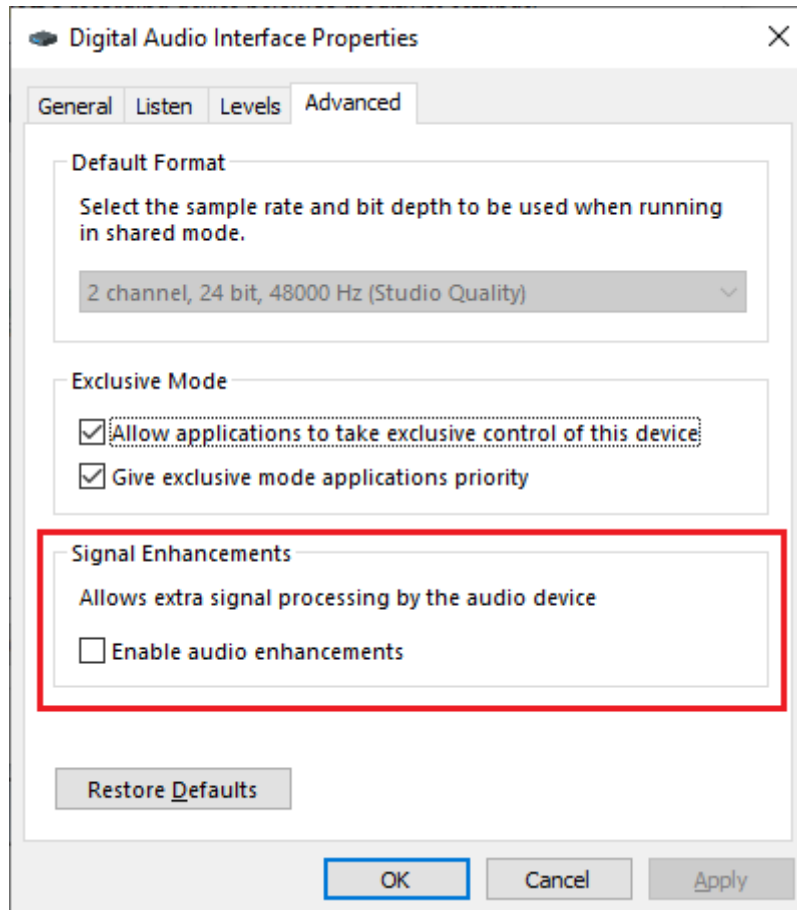 Digital Audio Interface Properties
General Listen Levels Advanced
Default Format
Select the sample rate and bit depth to be used when running
in shared mode.
2 channel, 24 bit, 48000 Hz (Studio Quality)
Exclusive Mode
Allow applications to take exclusive control of this device
Give exclusive mode applications priority
Signal Enhancements
Allows extra signal processing by the audio device
Enable audio enhancements
Restore Defaults
OK Cancel Apply